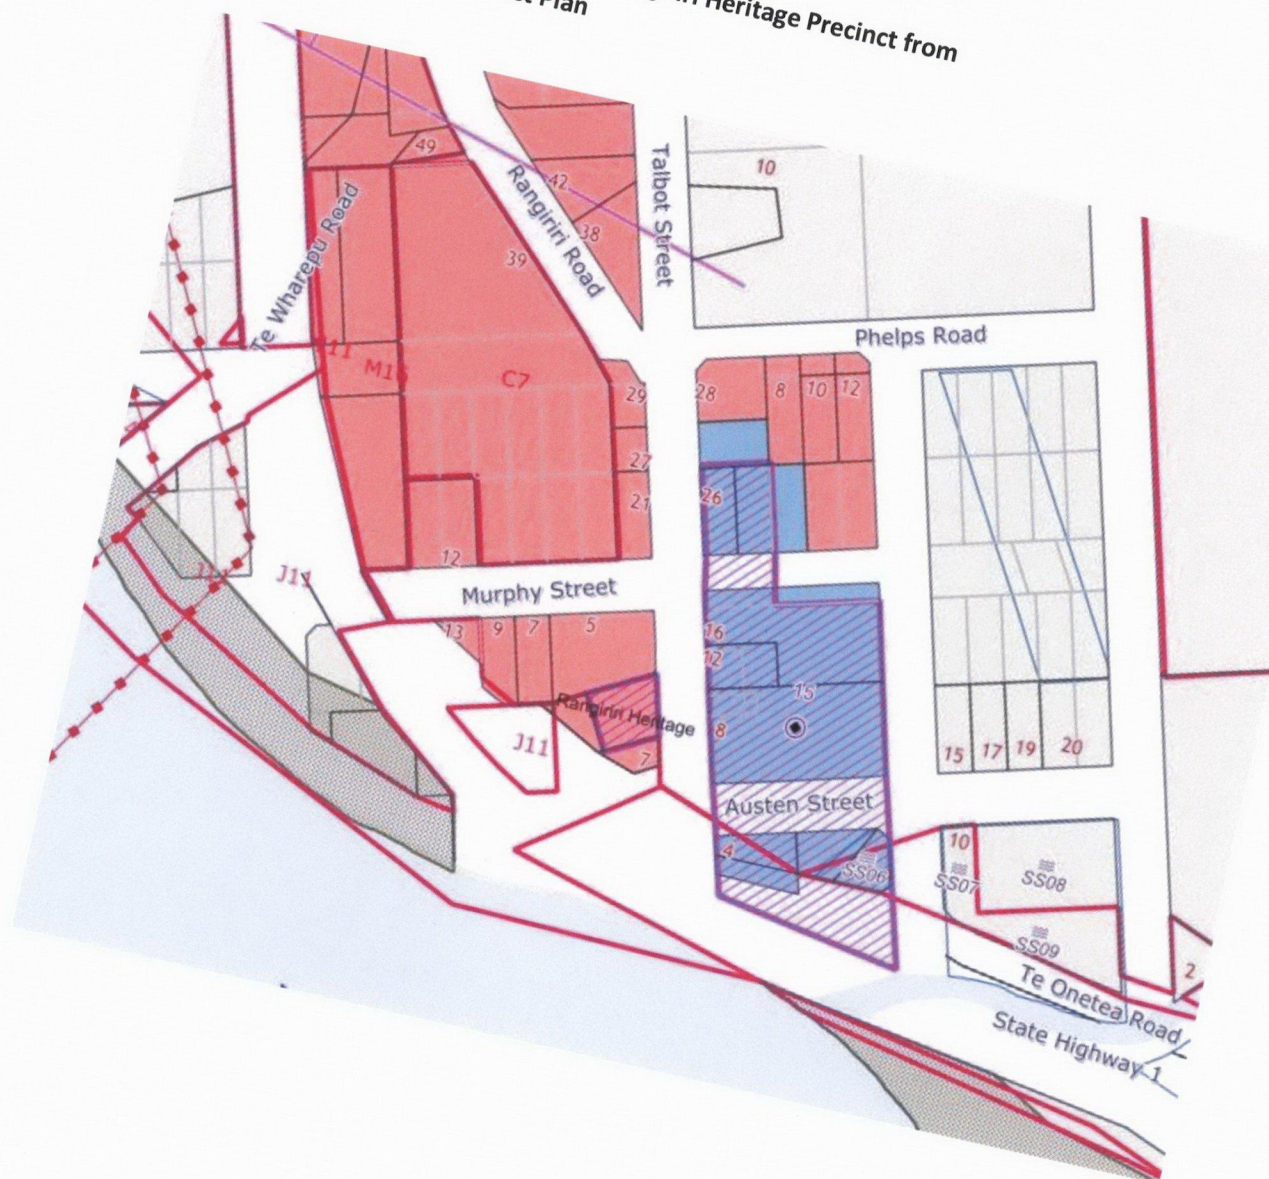 Heritage Precinct from
Plan
49
10
Talbot Street
42
Rangiriri Road
38
Te Wharepu Road
39
Phelps Road
M15
C7
29
28
8
10
12
27
26
21
12
J11
J11
Murphy Street
13
9
7
5
16
12
15
Rangiriri Heritage
8
J11
7
15
17
19
20
Austen Street
4
SS06
10
SS07
SS08
SS09
2
Te Onetea Road
State Highway 1